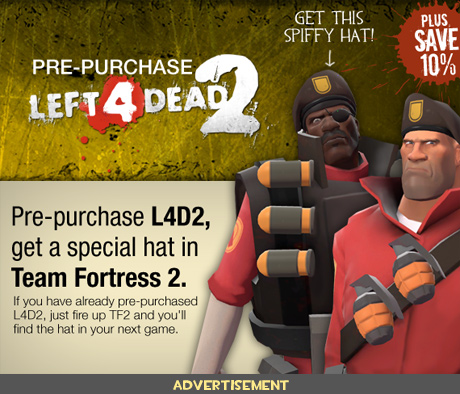 GET THIS
SPIFFY HAT!
PLUS,
SAVE
10%
PRE-PURCHASE
LEFT 4 DEAD 2
Pre-purchase L4D2,
get a special hat in
Team Fortress 2.
If you have already pre-purchased
L4D2, just fire up TF2 and you'll
find the hat in your next game.
ADVERTISEMENT